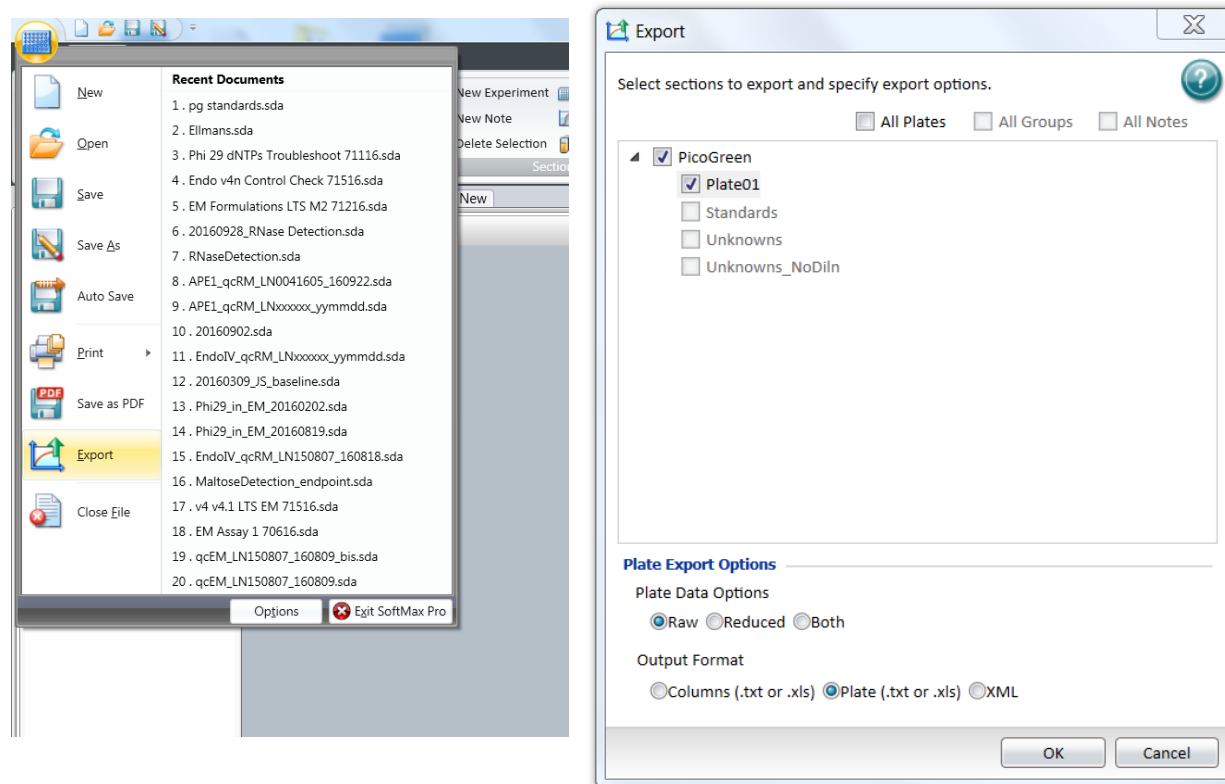 New
Open
Save
Save As
Auto Save
Print
PDF
Save as PDF
Export
Close File
Recent Documents
1 . pg standards.sda
2 . Ellmans.sda
3 . Phi 29 dNTPs Troubleshoot 71116.sda
4 . Endo v4n Control Check 71516.sda
5 . EM Formulations LTS M2 71216.sda
6 . 20160928_RNase Detection.sda
7 . RNaseDetection.sda
8 . APE1_qcRM_LN0041605_160922.sda
9 . APE1_qcRM_LNxxxxxx_yymmdd.sda
10 . 20160902.sda
11 . EndoIV_qcRM_LNxxxxxx_yymmdd.sda
12 . 20160309_JS_baseline.sda
13 . Phi29_in_EM_20160202.sda
14 . Phi29_in_EM_20160819.sda
15 . EndoIV_qcRM_LN150807_160818.sda
16 . MaltoseDetection_endpoint.sda
17 . v4 v4.1 LTS EM 71516.sda
18 . EM Assay 1 70616.sda
19 . qcEM_LN150807_160809_bis.sda
20 . qcEM_LN150807_160809.sda
Options
Exit SoftMax Pro
New Experiment
New Note
Delete Selection
Section
New
Export
Select sections to export and specify export options.
?
All Plates All Groups All Notes
PicoGreen
Plate01
Standards
Unknowns
Unknowns_NoDiln
Plate Export Options
Plate Data Options
Raw Reduced Both
Output Format
Columns (.txt or .xls) Plate (.txt or .xls) XML
OK Cancel